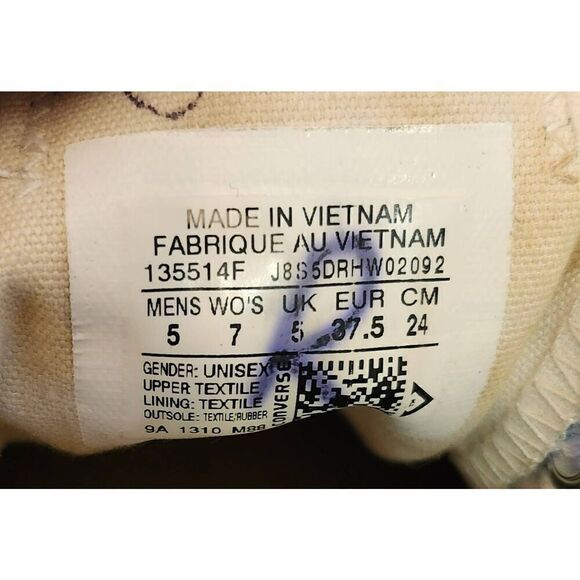 MADE IN VIETNAM
FABRIQUE AU VIETNAM
135514F J8S5DRHW02092
MENS WO'S UK EUR CM
5 7 5 37.5 24
GENDER: UNISEX
UPPER TEXTILE
LINING: TEXTILE
OUTSOLE: TEXTILE/RUBBER
9A 1310 M88
CONVERSE